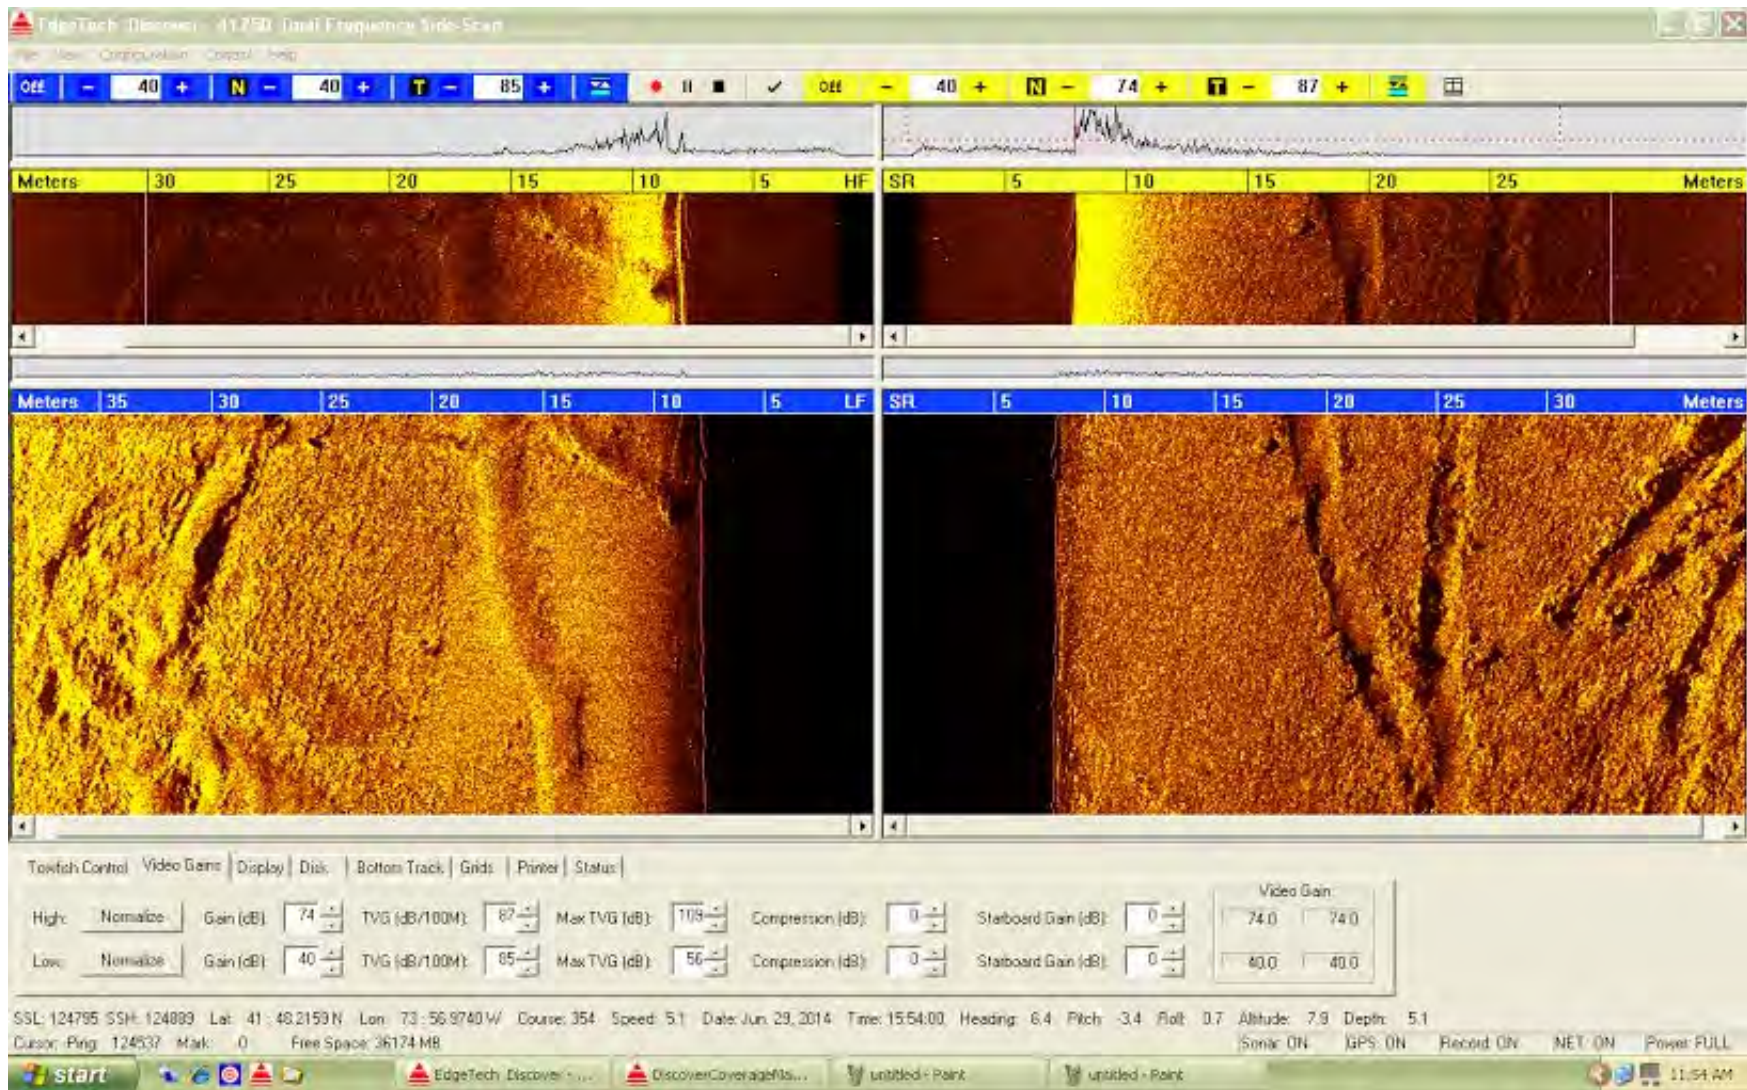 EdgeTech Discover - 4125D Dual Frequency Side-Scan
File View Configuration Control Help
Off - 40 + N - 40 + T - 85 + Off - 40 + N - 74 + T - 87 +
Meters 30 25 20 15 10 5 HF SR 5 10 15 20 25 Meters
Meters 35 30 25 20 15 10 5 LF SR 5 10 15 20 25 30 Meters
Towfish Control Video Gains Display Disk Bottom Track Grids Printer Status
Video Gain
High: Normalize Gain (dB): 74 TVG (dB/100M): 87 Max TVG (dB): 109 Compression (dB): 0 Starboard Gain (dB): 0 74.0 74.0
Low: Normalize Gain (dB): 40 TVG (dB/100M): 85 Max TVG (dB): 56 Compression (dB): 0 Starboard Gain (dB): 0 40.0 40.0
SSL: 124795 SSH: 124889 Lat: 41 : 48.2159 N Lon: 73 : 56.9740 W Course: 354 Speed: 5.1 Date: Jun. 29, 2014 Time: 15:54:00 Heading: 6.4 Pitch: -3.4 Roll: 0.7 Altitude: 7.9 Depth: 5.1
Cursor: Ping: 124537 Mark: 0 Free Space: 36174 MB Sonar: ON GPS: ON Record: ON NET: ON Power: FULL
start EdgeTech Discover - ... DiscoverCoverageMa... untitled - Paint untitled - Paint 11:54 AM